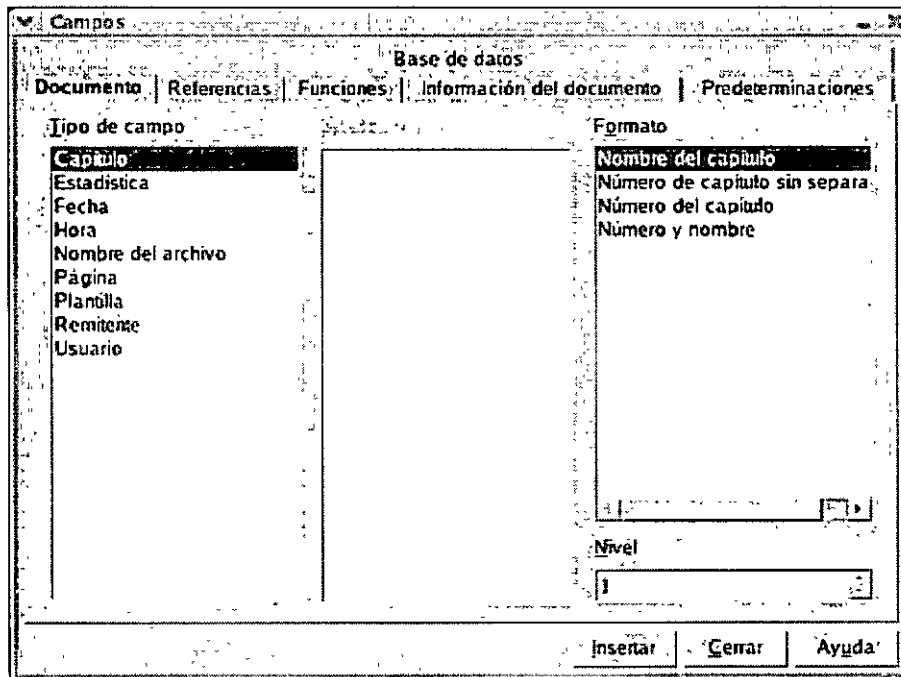 Campos
Base de datos
Documento Referencias Funciones Información del documento Predeterminaciones
Tipo de campo
Capítulo
Estadística
Fecha
Hora
Nombre del archivo
Página
Plantilla
Remitente
Usuario
Formato
Nombre del capítulo
Número de capítulo sin separa
Número del capítulo
Número y nombre
Nivel
1
Insertar Cerrar Ayuda